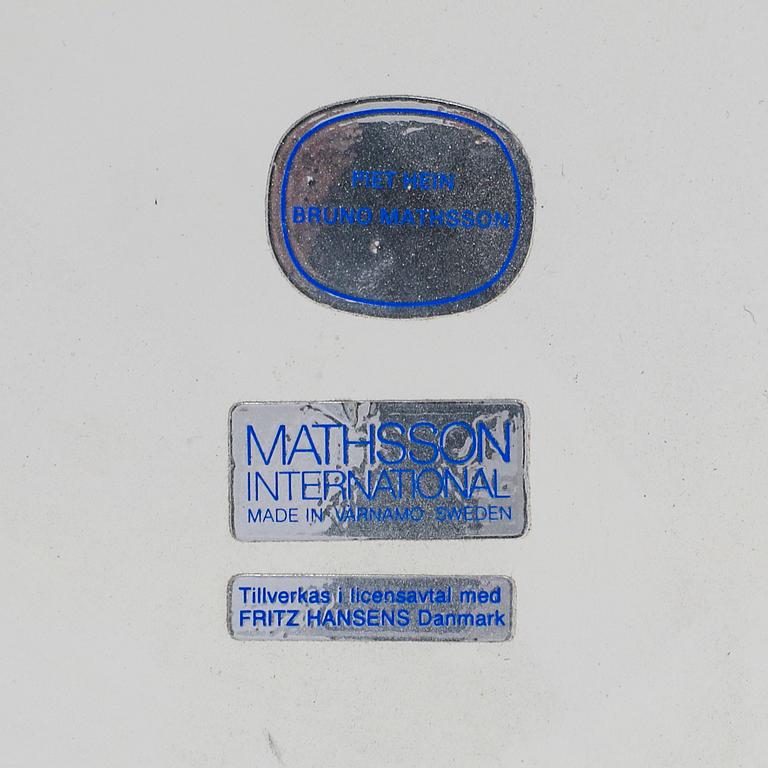 PIET HEIN
BRUNO MATHSSON
MATHSSON
INTERNATIONAL
MADE IN VÄRNAMO SWEDEN
Tillverkas i licensavtal med
FRITZ HANSENS Danmark